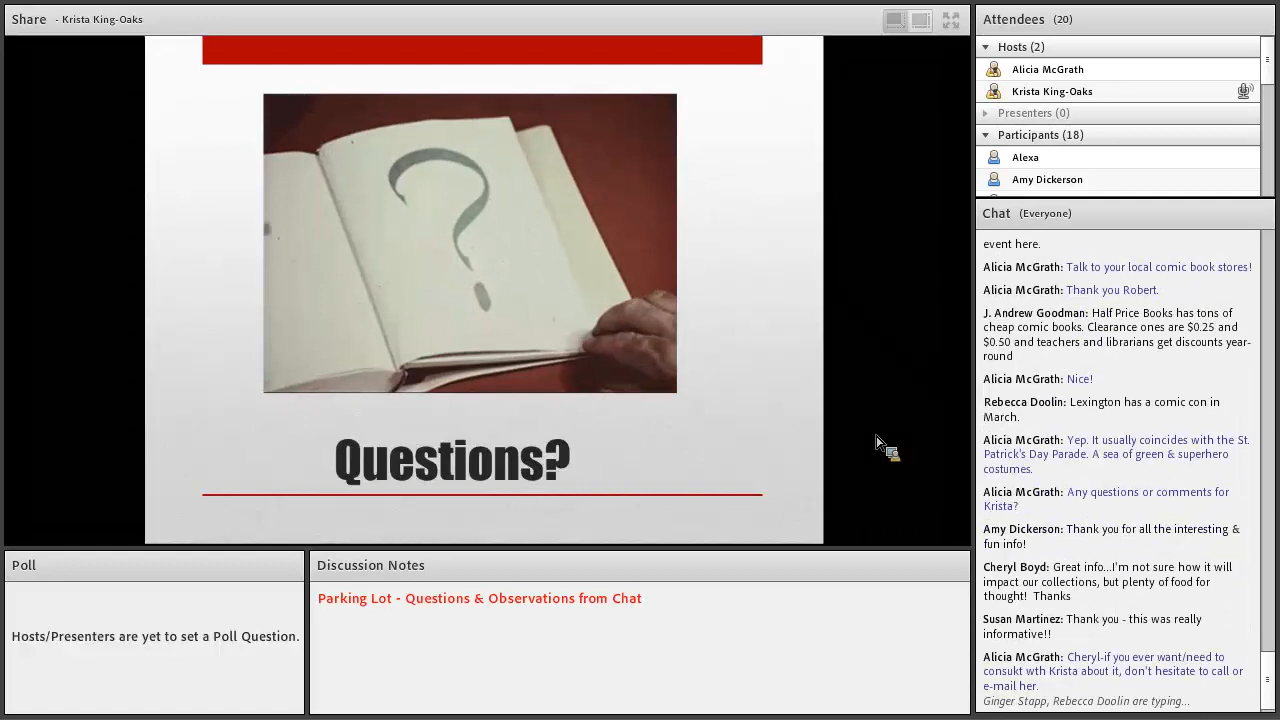 Share - Krista King-Oaks
Questions?
Poll
Hosts/Presenters are yet to set a Poll Question.
Discussion Notes
Parking Lot - Questions & Observations from Chat
Attendees (20)
Hosts (2)
Alicia McGrath
Krista King-Oaks
Presenters (0)
Participants (18)
Alexa
Amy Dickerson
Chat (Everyone)
event here.
Alicia McGrath: Talk to your local comic book stores!
Alicia McGrath: Thank you Robert.
J. Andrew Goodman: Half Price Books has tons of
cheap comic books. Clearance ones are $0.25 and
$0.50 and teachers and librarians get discounts year-
round
Alicia McGrath: Nice!
Rebecca Doolin: Lexington has a comic con in
March.
Alicia McGrath: Yep. It usually coincides with the St.
Patrick's Day Parade. A sea of green & superhero
costumes.
Alicia McGrath: Any questions or comments for
Krista?
Amy Dickerson: Thank you for all the interesting &
fun info!
Cheryl Boyd: Great info...I'm not sure how it will
impact our collections, but plenty of food for
thought! Thanks
Susan Martinez: Thank you - this was really
informative!!
Alicia McGrath: Cheryl-if you ever want/need to
consukt wth Krista about it, don't hesitate to call or
e-mail her.
Ginger Stapp, Rebecca Doolin are typing...